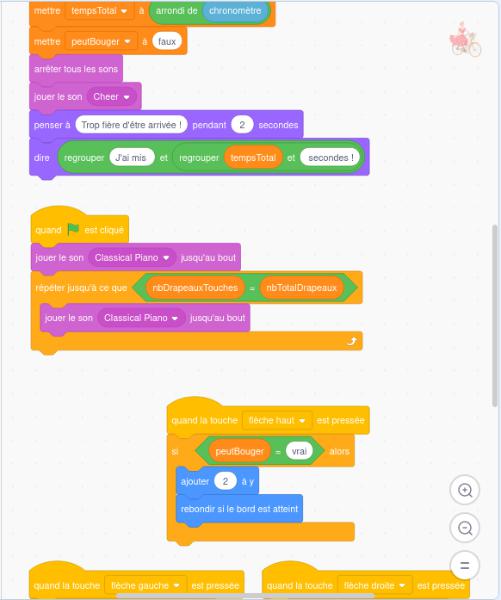 mettre tempsTotal à arrondi de chronomètre
mettre peutBouger à faux
arrêter tous les sons
jouer le son Cheer
penser à Trop fière d'être arrivée ! pendant 2 secondes
dire regrouper J'ai mis et regrouper tempsTotal et secondes !
quand est cliqué
jouer le son Classical Piano jusqu'au bout
répéter jusqu'à ce que nbDrapeauxTouches = nbTotalDrapeaux
jouer le son Classical Piano jusqu'au bout
quand la touche flèche haut est pressée
si peutBouger = vrai alors
ajouter 2 à y
rebondir si le bord est atteint
quand la touche flèche gauche est pressée
quand la touche flèche droite est pressée